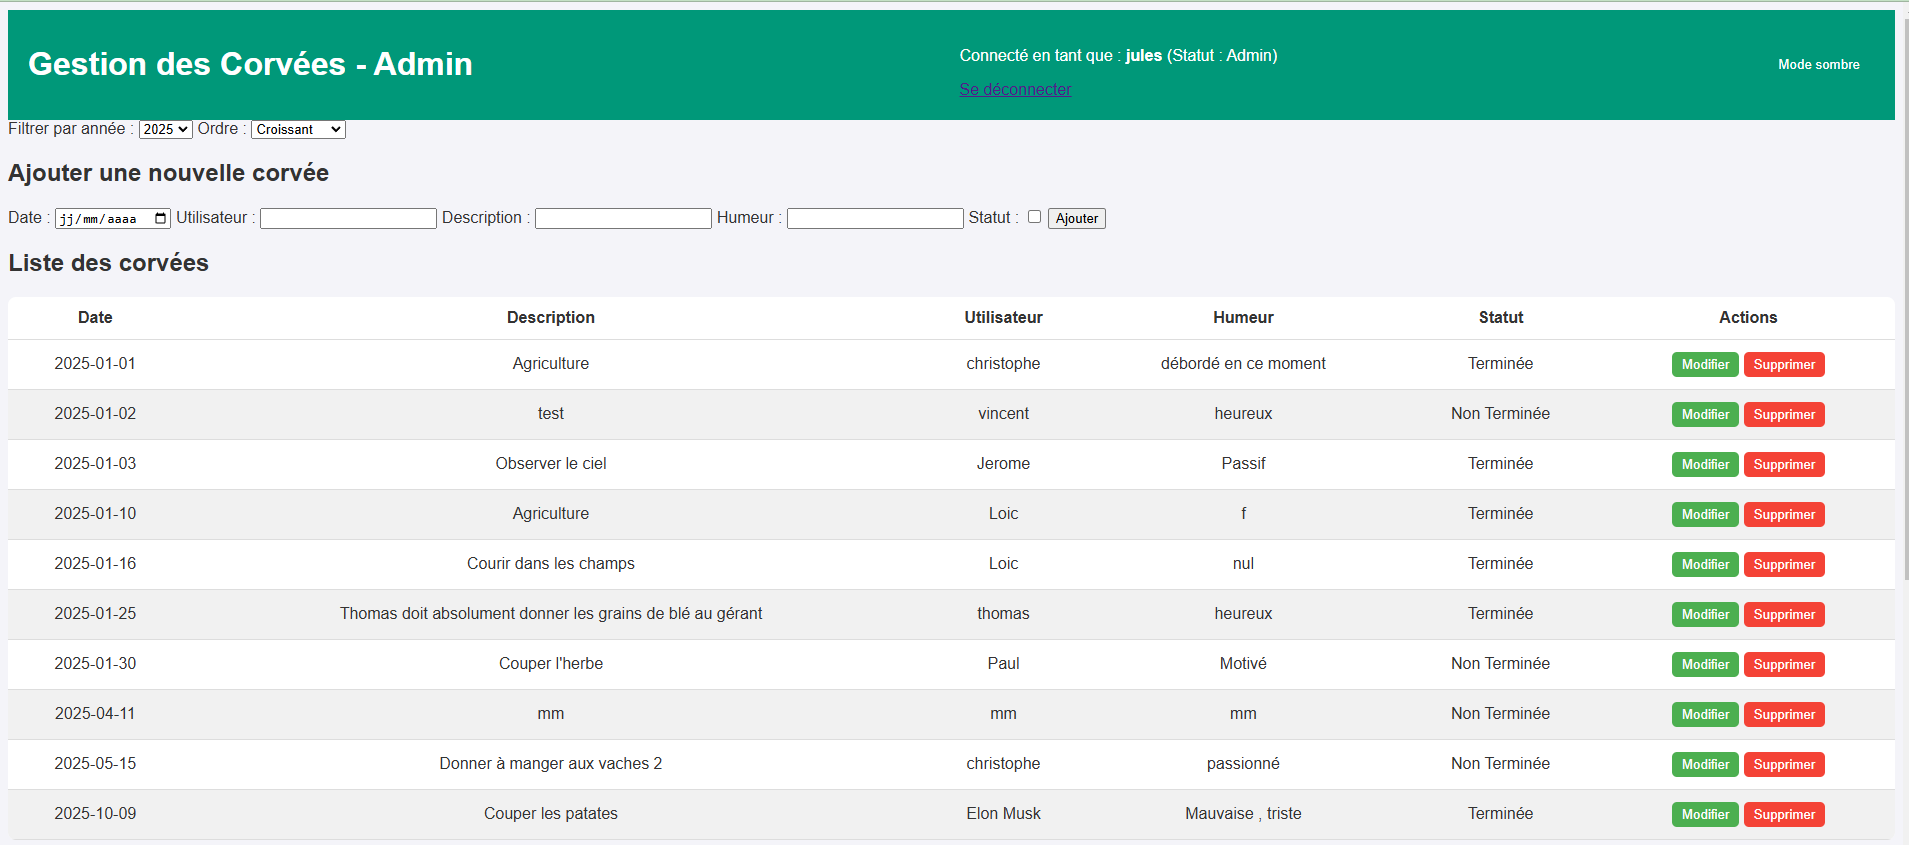 Gestion des Corvées - Admin
Connecté en tant que : jules (Statut : Admin)
Se déconnecter
Mode sombre
Filtrer par année : 2025 Ordre : Croissant
Ajouter une nouvelle corvée
Date : jj/mm/aaaa Utilisateur : Description : Humeur : Statut : Ajouter
Liste des corvées
Date Description Utilisateur Humeur Statut Actions
2025-01-01 Agriculture christophe débordé en ce moment Terminée Modifier Supprimer
2025-01-02 test vincent heureux Non Terminée Modifier Supprimer
2025-01-03 Observer le ciel Jerome Passif Terminée Modifier Supprimer
2025-01-10 Agriculture Loic f Terminée Modifier Supprimer
2025-01-16 Courir dans les champs Loic nul Terminée Modifier Supprimer
2025-01-25 Thomas doit absolument donner les grains de blé au gérant thomas heureux Terminée Modifier Supprimer
2025-01-30 Couper l'herbe Paul Motivé Non Terminée Modifier Supprimer
2025-04-11 mm mm mm Non Terminée Modifier Supprimer
2025-05-15 Donner à manger aux vaches 2 christophe passionné Non Terminée Modifier Supprimer
2025-10-09 Couper les patates Elon Musk Mauvaise , triste Terminée Modifier Supprimer